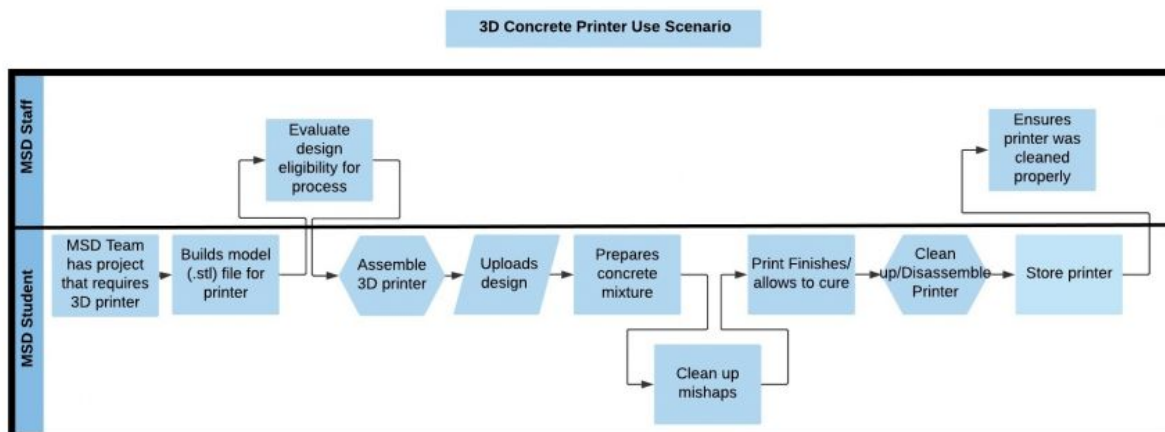 3D Concrete Printer Use Scenario
MSD Staff
Evaluate
design
eligibility for
process
Ensures
printer was
cleaned
properly
MSD Student
MSD Team
has project
that requires
3D printer
Builds model
(.stl) file for
printer
Assemble
3D printer
Uploads
design
Prepares
concrete
mixture
Clean up
mishaps
Print Finishes/
allows to cure
Clean
up/Disassemble
Printer
Store printer